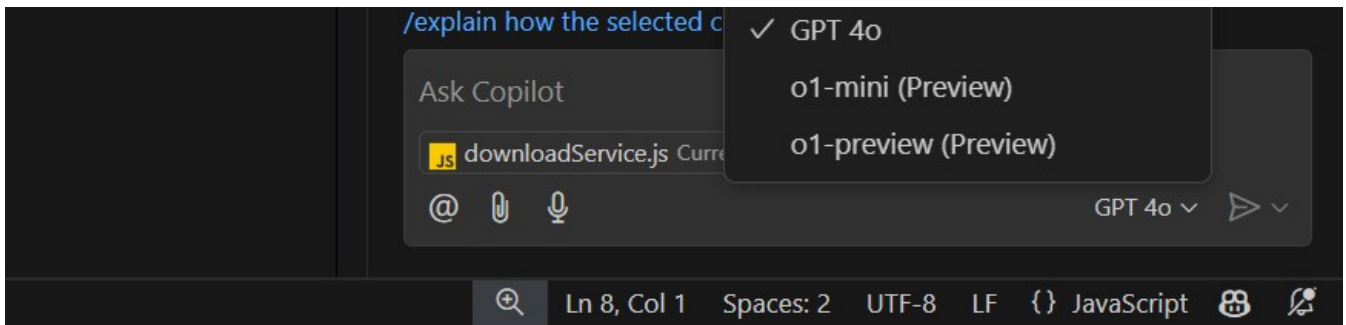 /explain how the selected
GPT 4o
o1-mini (Preview)
Ask Copilot
o1-preview (Preview)
JS downloadService.js
@
GPT 4o
Ln 8, Col 1 Spaces: 2 UTF-8 LF {} JavaScript